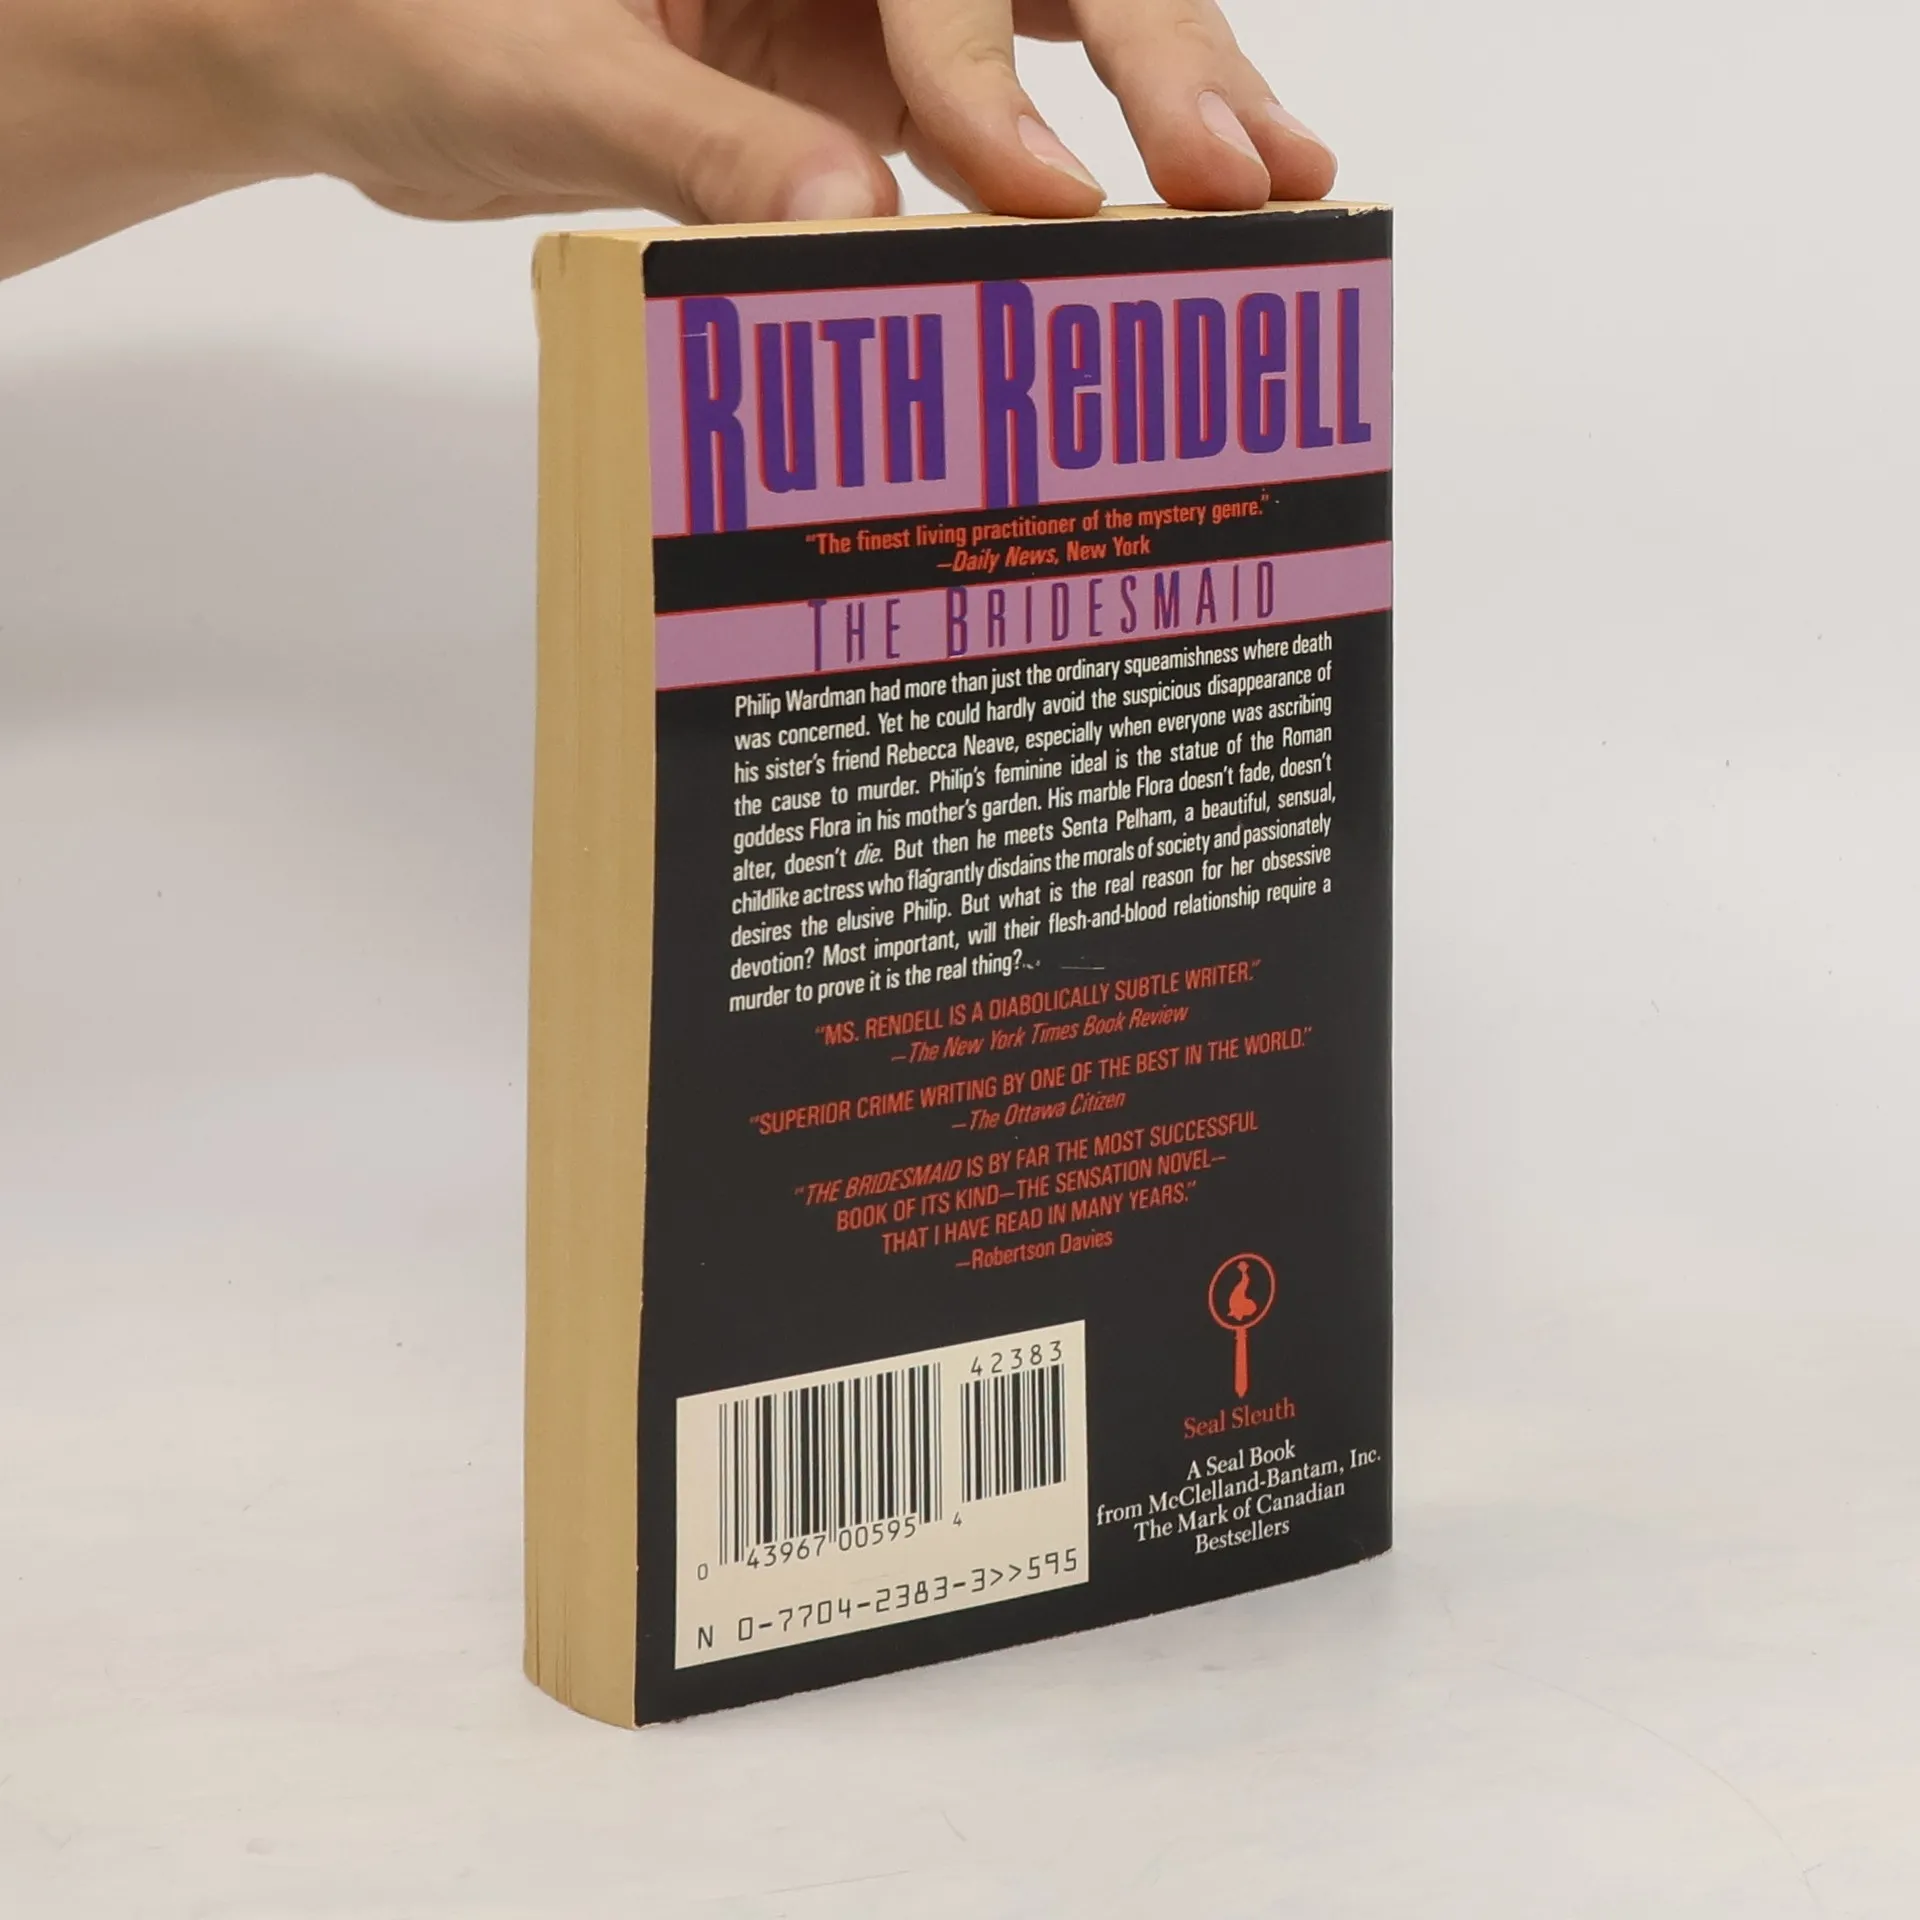 RUTH RENDELL
"The finest living practitioner of the mystery genre."
—Daily News, New York
THE BRIDESMAID
Philip Wardman had more than just the ordinary squeamishness where death
was concerned. Yet he could hardly avoid the suspicious disappearance of
his sister's friend Rebecca Neave, especially when everyone was ascribing
the cause to murder. Philip's feminine ideal is the statue of the Roman
goddess Flora in his mother's garden. His marble Flora doesn't fade, doesn't
alter, doesn't die. But then he meets Senta Pelham, a beautiful, sensual,
childlike actress who flagrantly disdains the morals of society and passionately
desires the elusive Philip. But what is the real reason for her obsessive
devotion? Most important, will their flesh-and-blood relationship require a
murder to prove it is the real thing?...
"MS. RENDELL IS A DIABOLICALLY SUBTLE WRITER."
—The New York Times Book Review
"SUPERIOR CRIME WRITING BY ONE OF THE BEST IN THE WORLD."
—The Ottawa Citizen
"THE BRIDESMAID IS BY FAR THE MOST SUCCESSFUL
BOOK OF ITS KIND—THE SENSATION NOVEL—
THAT I HAVE READ IN MANY YEARS."
—Robertson Davies
Seal Sleuth
A Seal Book
from McClelland-Bantam, Inc.
The Mark of Canadian
Bestsellers
42383
0 43967 00595 4
N 0-7704-2383-3>>595